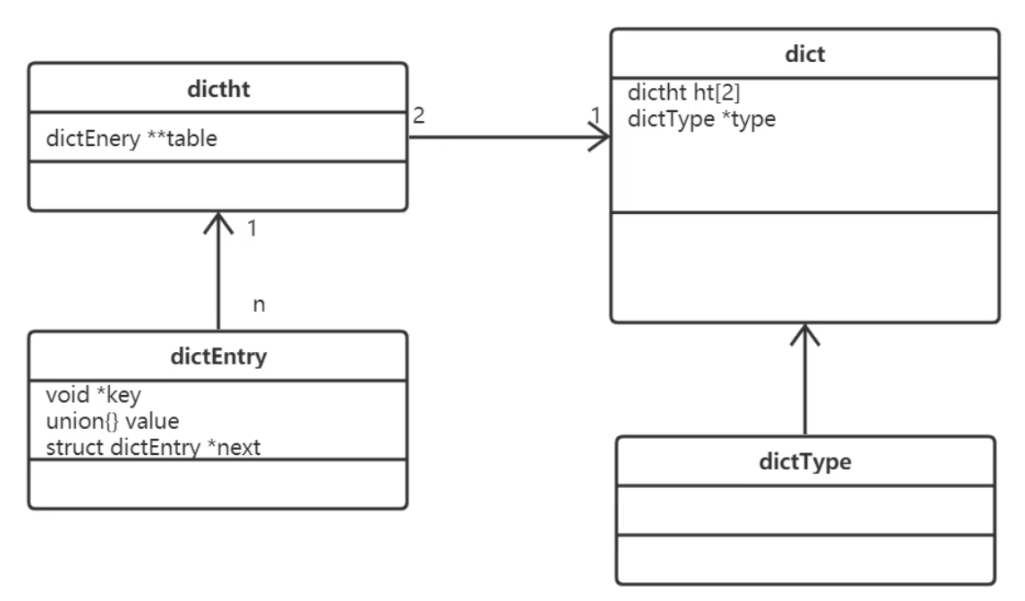 dictht
dictEnery **table
2
1
dict
dictht ht[2]
dictType *type
1
n
dictEntry
void *key
union{} value
struct dictEntry *next
dictType